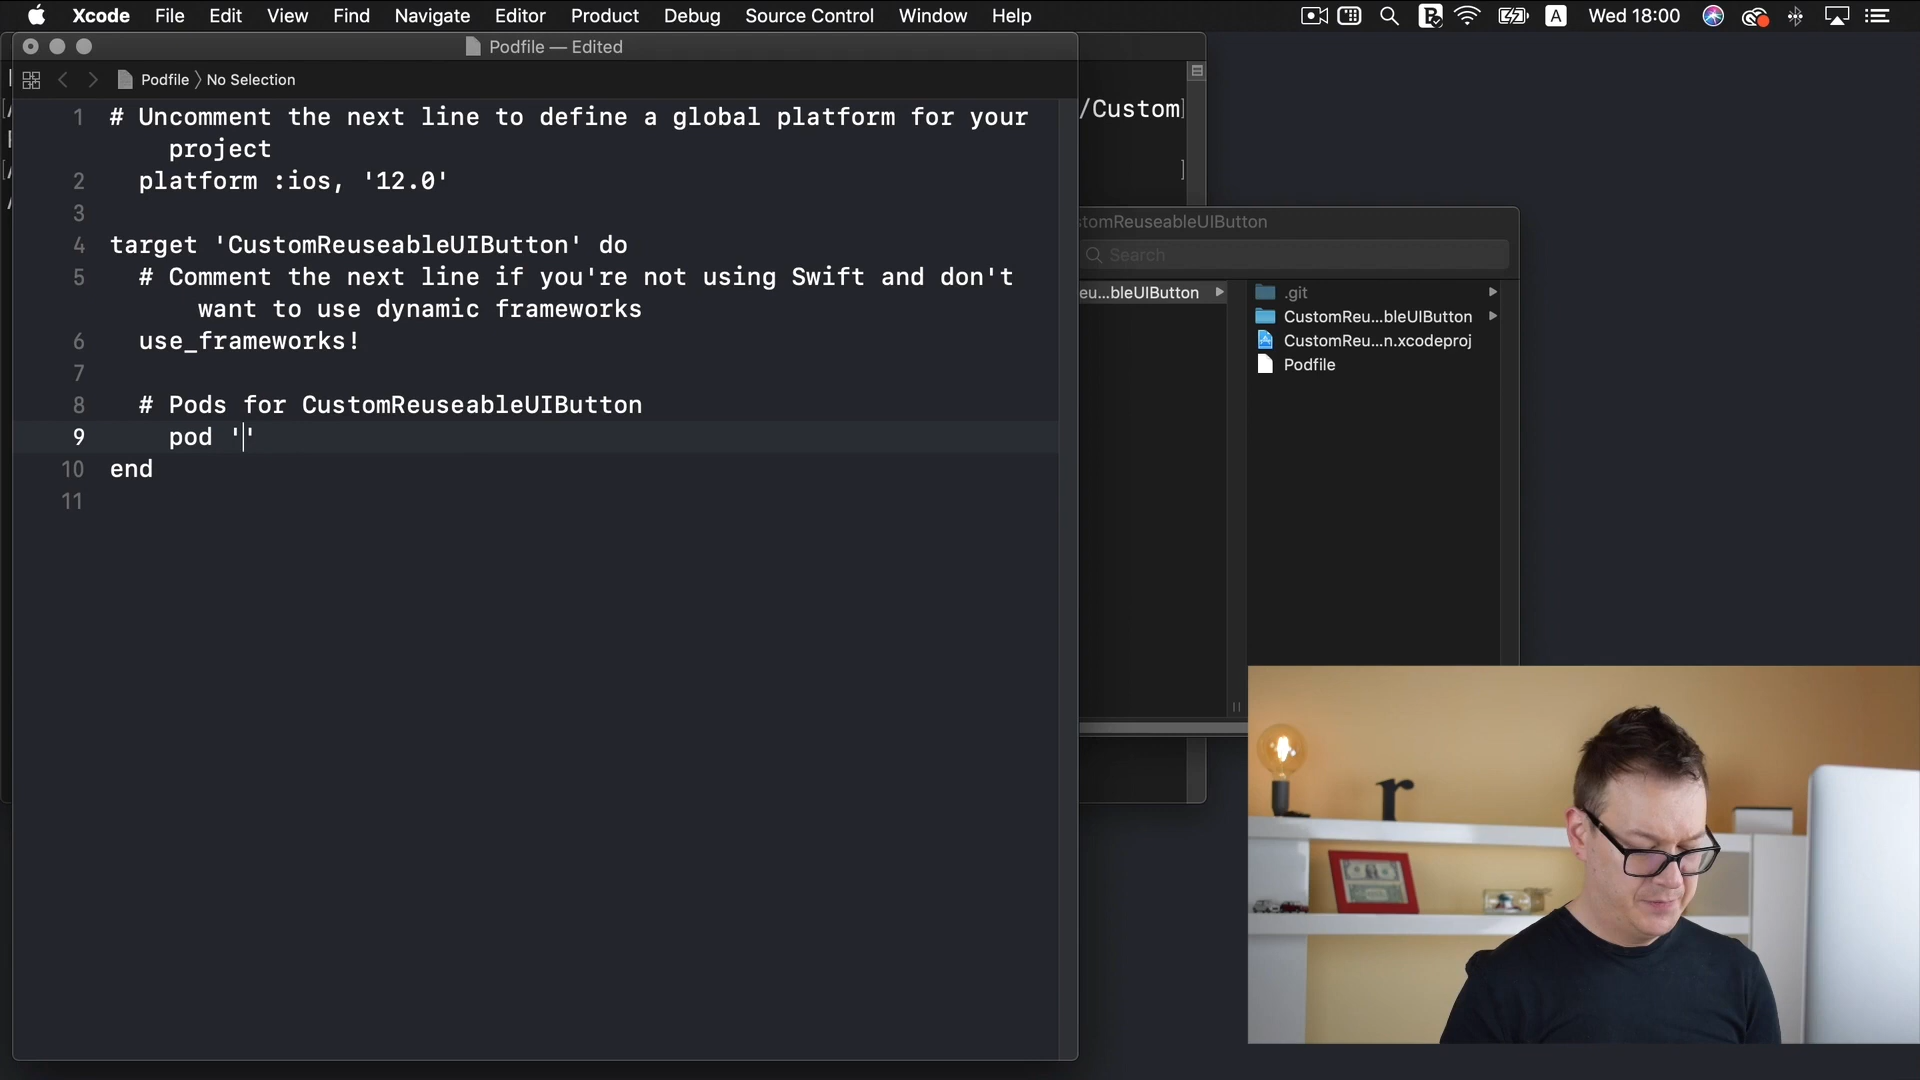 Xcode File Edit View Find Navigate Editor Product Debug Source Control Window Help A Wed 18:00
Podfile — Edited
Podfile 〉 No Selection
1 # Uncomment the next line to define a global platform for your
project
2 platform :ios, '12.0'
3
4 target 'CustomReuseableUIButton' do
5 # Comment the next line if you're not using Swift and don't
want to use dynamic frameworks
6 use_frameworks!
7
8 # Pods for CustomReuseableUIButton
9 pod ''
10 end
11
/Custom]
]
stomReuseableUIButton
Search
eu...bleUIButton
.git
CustomReu...bleUIButton
CustomReu...n.xcodeproj
Podfile
r